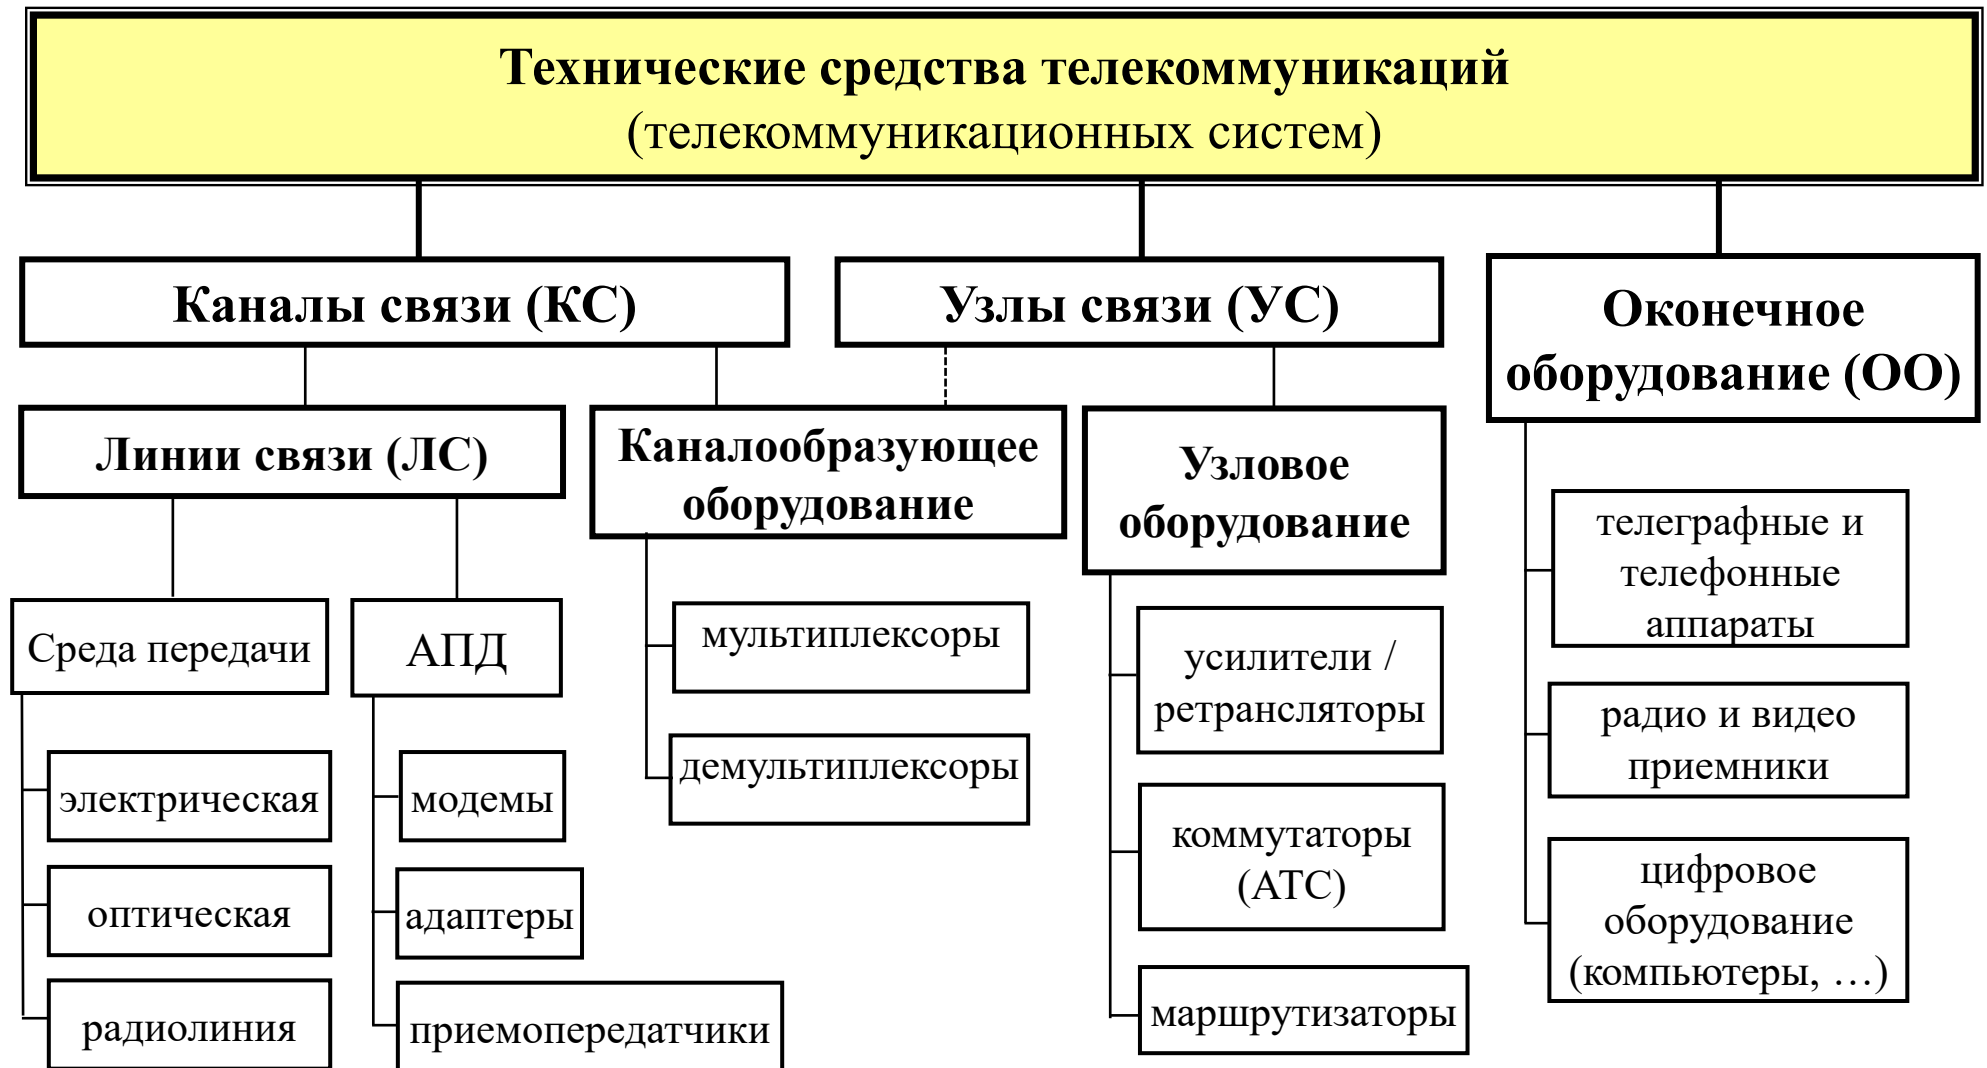 Технические средства телекоммуникаций
(телекоммуникационных систем)
Каналы связи (КС)
Узлы связи (УС)
Оконечное
оборудование (ОО)
Линии связи (ЛС)
Каналообразующее
оборудование
Узловое
оборудование
Среда передачи
электрическая
оптическая
радиолиния
АПД
модемы
адаптеры
приемопередатчики
мультиплексоры
демультиплексоры
усилители /
ретрансляторы
коммутаторы
(АТС)
маршрутизаторы
телеграфные и
телефонные
аппараты
радио и видео
приемники
цифровое
оборудование
(компьютеры, …)